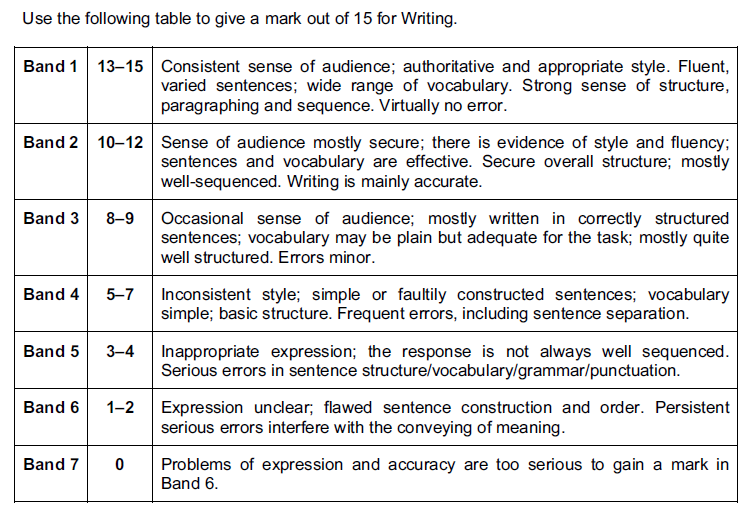 Use the following table to give a mark out of 15 for Writing.
Band 1 13–15 Consistent sense of audience; authoritative and appropriate style. Fluent,
varied sentences; wide range of vocabulary. Strong sense of structure,
paragraphing and sequence. Virtually no error.
Band 2 10–12 Sense of audience mostly secure; there is evidence of style and fluency;
sentences and vocabulary are effective. Secure overall structure; mostly
well-sequenced. Writing is mainly accurate.
Band 3 8–9 Occasional sense of audience; mostly written in correctly structured
sentences; vocabulary may be plain but adequate for the task; mostly quite
well structured. Errors minor.
Band 4 5–7 Inconsistent style; simple or faultily constructed sentences; vocabulary
simple; basic structure. Frequent errors, including sentence separation.
Band 5 3–4 Inappropriate expression; the response is not always well sequenced.
Serious errors in sentence structure/vocabulary/grammar/punctuation.
Band 6 1–2 Expression unclear; flawed sentence construction and order. Persistent
serious errors interfere with the conveying of meaning.
Band 7 0 Problems of expression and accuracy are too serious to gain a mark in
Band 6.